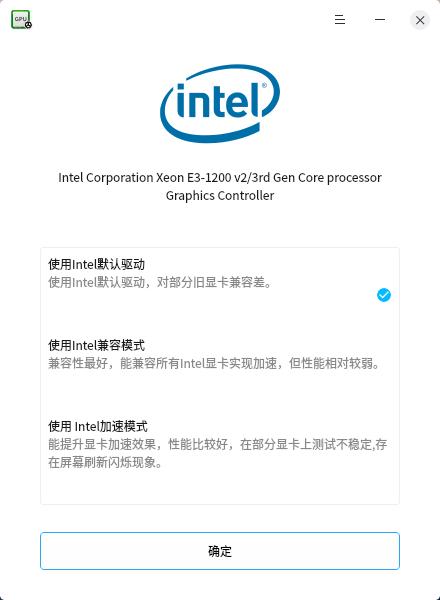 GPU
intel®
Intel Corporation Xeon E3-1200 v2/3rd Gen Core processor
Graphics Controller
使用Intel默认驱动
使用Intel默认驱动，对部分旧显卡兼容差。
使用Intel兼容模式
兼容性最好，能兼容所有Intel显卡实现加速，但性能相对较弱。
使用 Intel加速模式
能提升显卡加速效果，性能比较好，在部分显卡上测试不稳定,存
在屏幕刷新闪烁现象。
确定